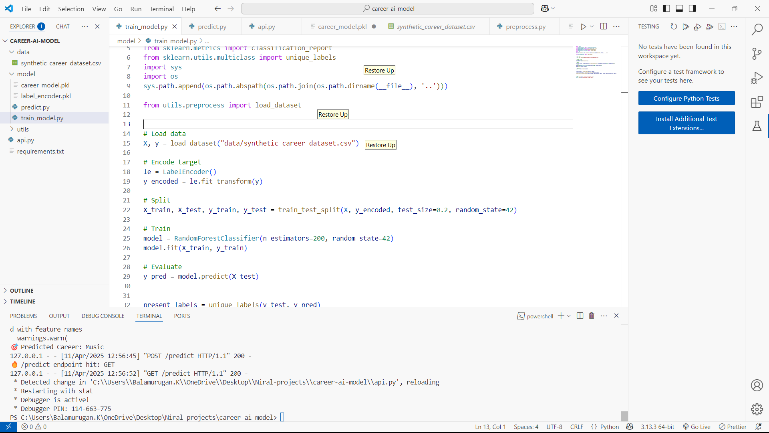 File Edit Selection View Go Run Terminal Help
career-ai-model
EXPLORER 1 CHAT
train_model.py
predict.py
api.py
career_model.pkl
synthetic_career_dataset.csv
preprocess.py
TESTING
CAREER-AI-MODEL
data
synthetic_career_dataset.csv
model
career_model.pkl
label_encoder.pkl
predict.py
train_model.py
utils
api.py
requirements.txt
OUTLINE
TIMELINE
model > train_model.py > ...
5 from sklearn.metrics import classification_report
6 from sklearn.utils.multiclass import unique_labels
7 import sys
8 import os
9 sys.path.append(os.path.abspath(os.path.join(os.path.dirname(__file__), '..')))
10
11 from utils.preprocess import load_dataset
12
13
14 # Load data
15 X, y = load_dataset("data/synthetic_career_dataset.csv")
16
17 # Encode target
18 le = LabelEncoder()
19 y_encoded = le.fit_transform(y)
20
21 # Split
22 X_train, X_test, y_train, y_test = train_test_split(X, y_encoded, test_size=0.2, random_state=42)
23
24 # Train
25 model = RandomForestClassifier(n_estimators=200, random_state=42)
26 model.fit(X_train, y_train)
27
28 # Evaluate
29 y_pred = model.predict(X_test)
30
31
32 present_labels = unique_labels(y_test, y_pred)
Restore Up
Restore Up
Restore Up
No tests have been found in this workspace yet.
Configure a test framework to see your tests here.
Configure Python Tests
Install Additional Test Extensions...
PROBLEMS OUTPUT DEBUG CONSOLE TERMINAL PORTS
powershell
d with feature names
warnings.warn(
Predicted Career: Music
127.0.0.1 - - [11/Apr/2025 12:56:45] "POST /predict HTTP/1.1" 200 -
/predict endpoint hit: GET
127.0.0.1 - - [11/Apr/2025 12:56:52] "GET /predict HTTP/1.1" 200 -
* Detected change in 'C:\\Users\\Balamurugan.K\\OneDrive\\Desktop\\Niral-projects\\career-ai-model\\api.py', reloading
* Restarting with stat
* Debugger is active!
* Debugger PIN: 114-663-775
PS C:\Users\Balamurugan.K\OneDrive\Desktop\Niral-projects\career-ai-model>
0 0 0
Ln 13, Col 1 Spaces: 4 UTF-8 CRLF Python 3.13.3 64-bit Go Live Prettier